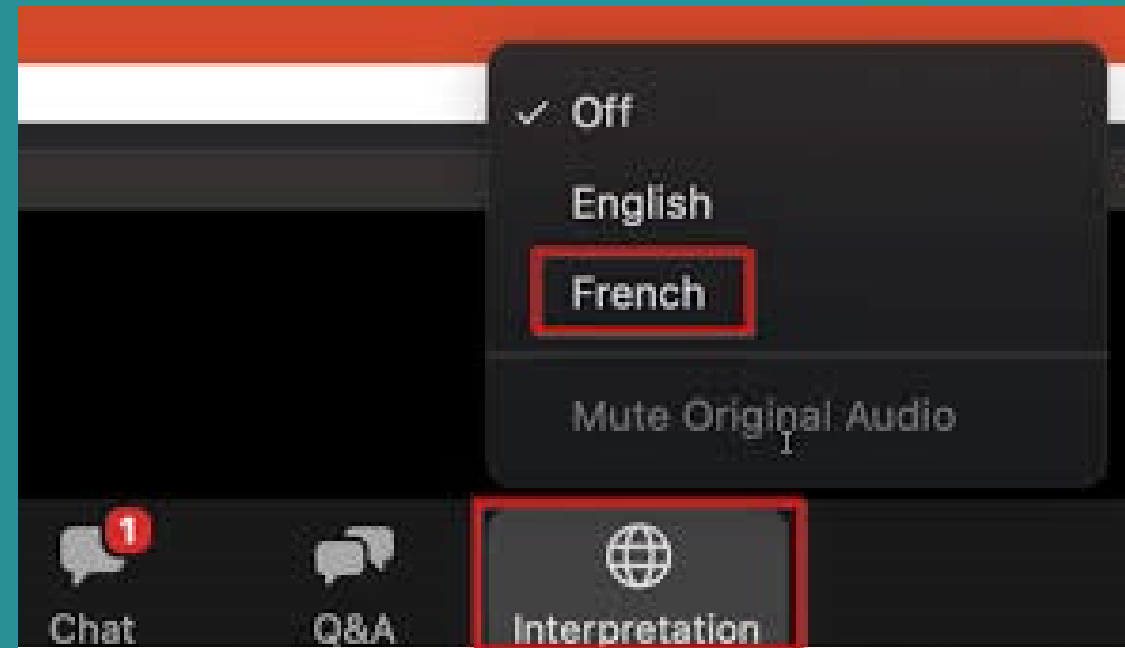 ✓ Off
English
French
Mute Original Audio
1
Chat
Q&A
Interpretation